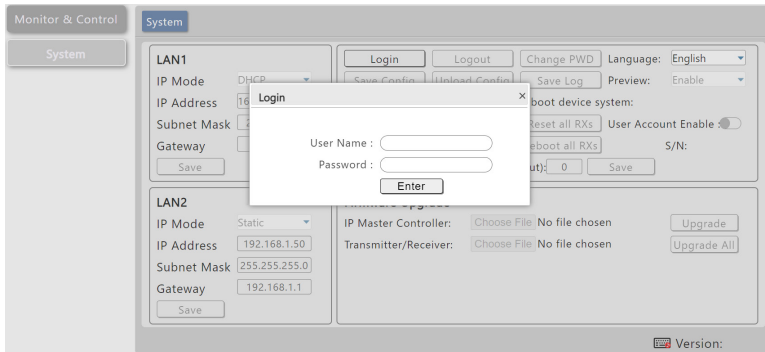 Monitor & Control
System
System
LAN1
IP Mode DHCP
IP Address 16
Subnet Mask 2
Gateway
Save
Login Logout Change PWD Language: English
Save Config Upload Config Save Log Preview: Enable
boot device system:
Reset all RXs User Account Enable :
eboot all RXs S/N:
ut): 0 Save
Login ×
User Name :
Password :
Enter
LAN2
IP Mode Static
IP Address 192.168.1.50
Subnet Mask 255.255.255.0
Gateway 192.168.1.1
Save
Firmware Upgrade
IP Master Controller: Choose File No file chosen Upgrade
Transmitter/Receiver: Choose File No file chosen Upgrade All
Version: